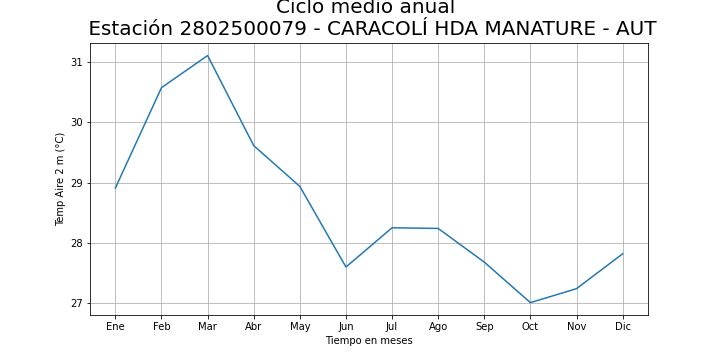 Ciclo medio anual
Estación 2802500079 - CARACOLÍ HDA MANATURE - AUT
Temp Aire 2 m (°C)
31
30
29
28
27
Ene Feb Mar Abr May Jun Jul Ago Sep Oct Nov Dic
Tiempo en meses